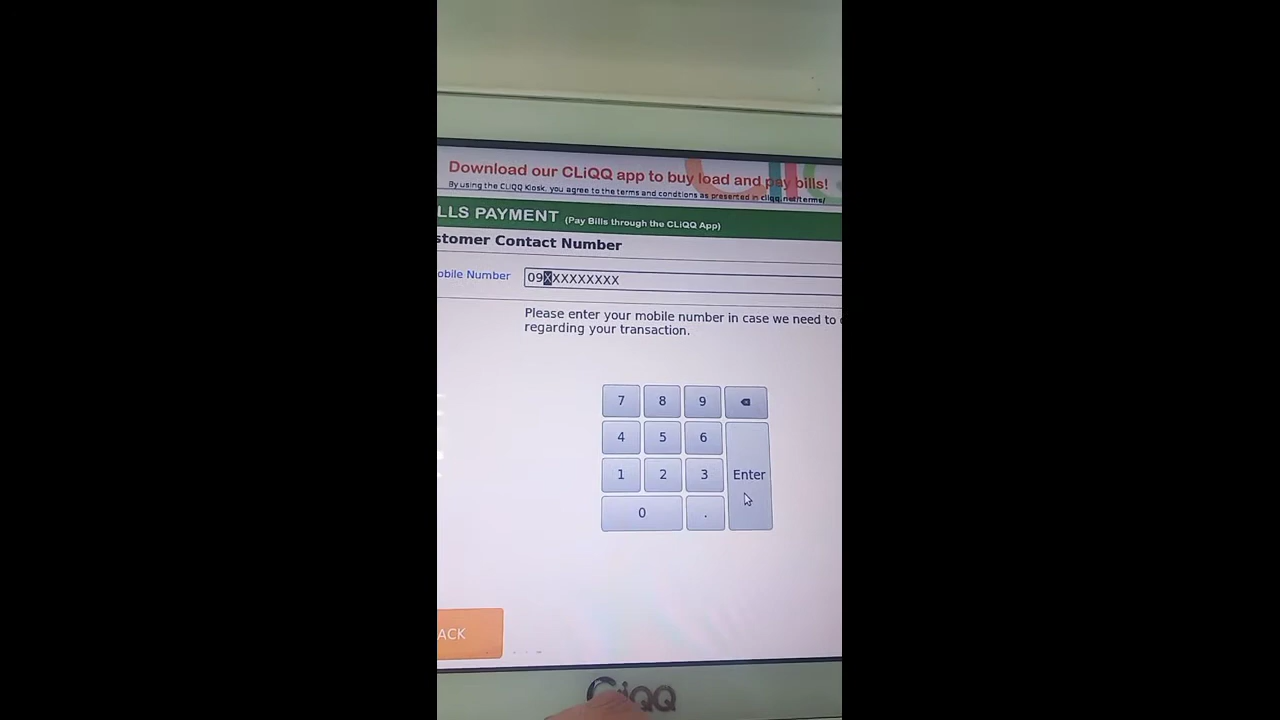 Download our CLiQQ app to buy load and pay bills!
By using the CLiQQ Kiosk, you agree to the terms and condtions as presented in cliqq.net/terms/
LLS PAYMENT (Pay Bills through the CLiQQ App)
stomer Contact Number
obile Number 09XXXXXXXXX
Please enter your mobile number in case we need to
regarding your transaction.
7 8 9
4 5 6
1 2 3 Enter
0 .
ACK
CLiQQ